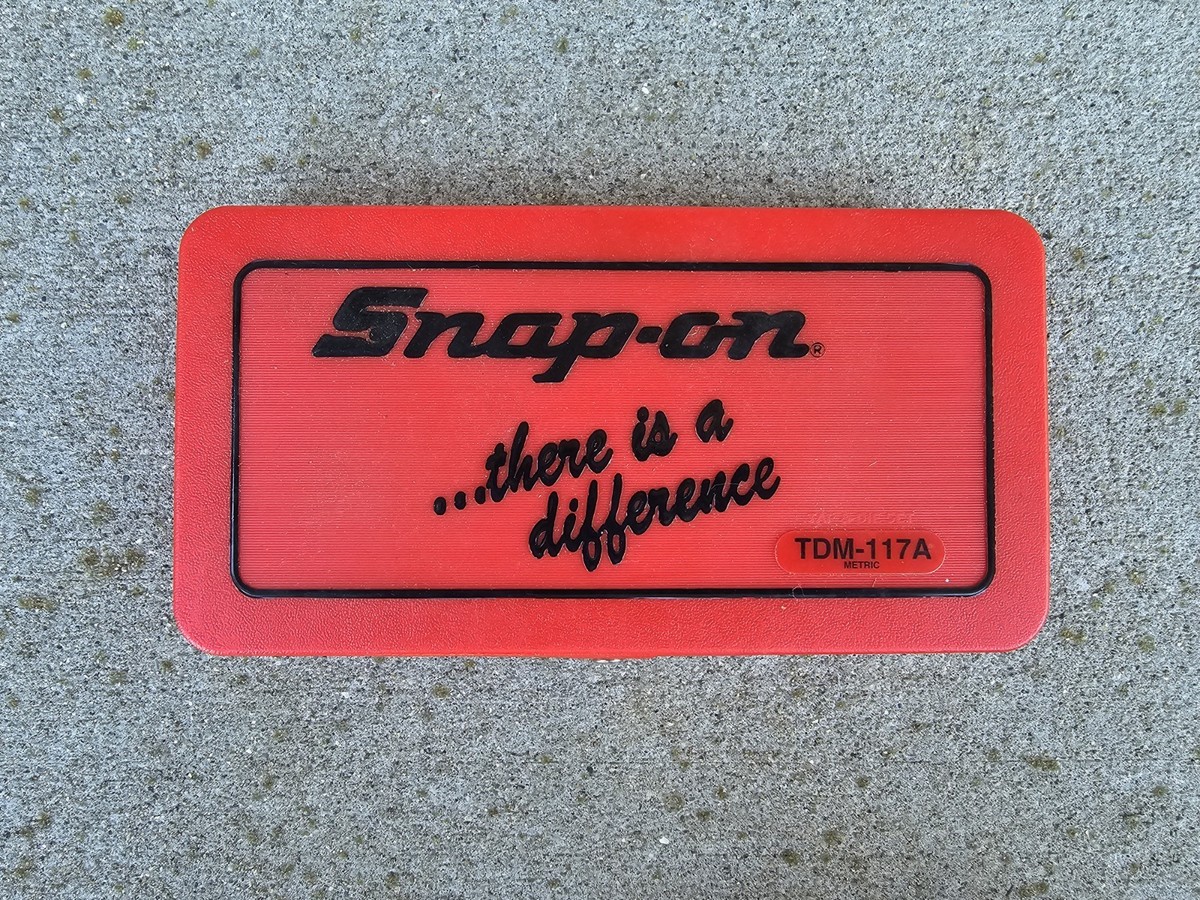 Snap-on®
...there is a
difference
TDM-117A
METRIC